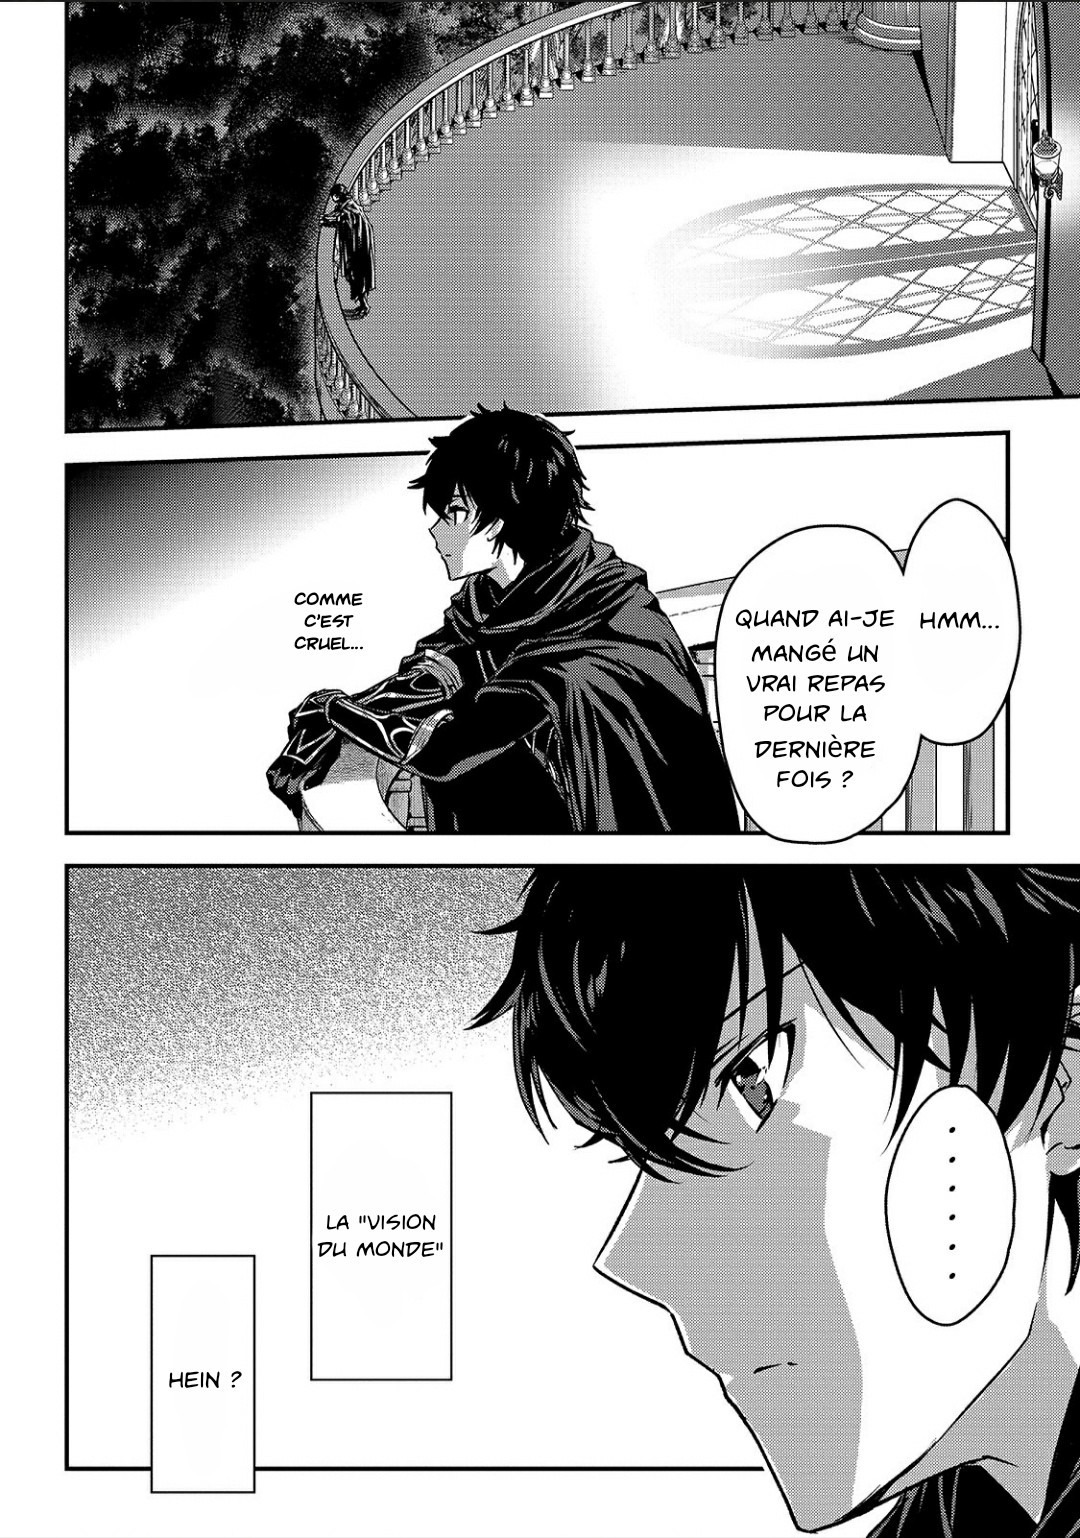 HMM...
QUAND AI-JE
MANGÉ UN
VRAI REPAS
POUR LA
DERNIÈRE
FOIS ?
COMME
C'EST
CRUEL...
......
LA "VISION
DU MONDE"
HEIN ?